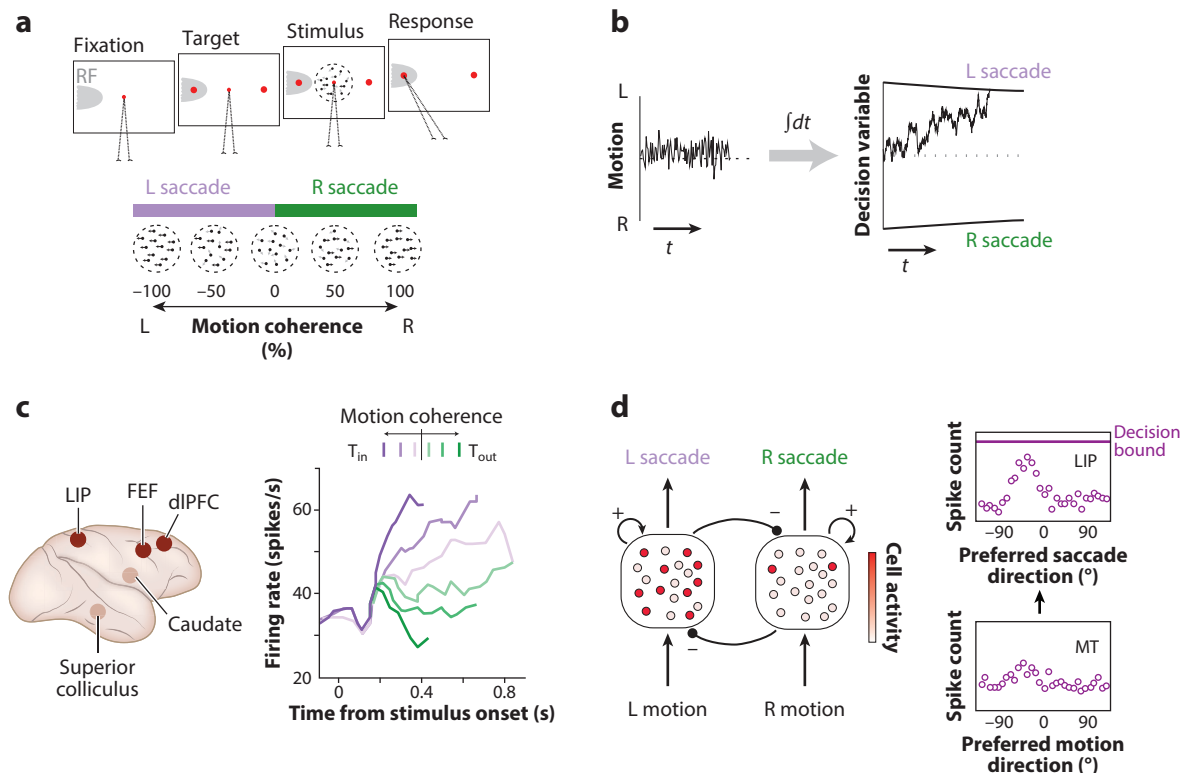 a
Fixation
Target
Stimulus
Response
RF
L saccade
R saccade
–100
–50
0
50
100
L
Motion coherence
(%)
R
b
L
Motion
R
t
∫dt
Decision variable
L saccade
R saccade
t
c
LIP
FEF
dlPFC
Caudate
Superior
colliculus
Motion coherence
T_in
T_out
Firing rate (spikes/s)
60
40
20
0
0.4
0.8
Time from stimulus onset (s)
d
L saccade
R saccade
+
–
+
–
Cell activity
L motion
R motion
Spike count
Decision
bound
LIP
–90
0
90
Preferred saccade
direction (°)
Spike count
MT
–90
0
90
Preferred motion
direction (°)